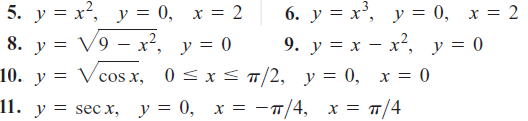 5. y = x², y = 0, x = 2 6. y = x³, y = 0, x = 2
8. y = √(9 − x²), y = 0 9. y = x − x², y = 0
10. y = √(cos x), 0 ≤ x ≤ π/2, y = 0, x = 0
11. y = sec x, y = 0, x = −π/4, x = π/4